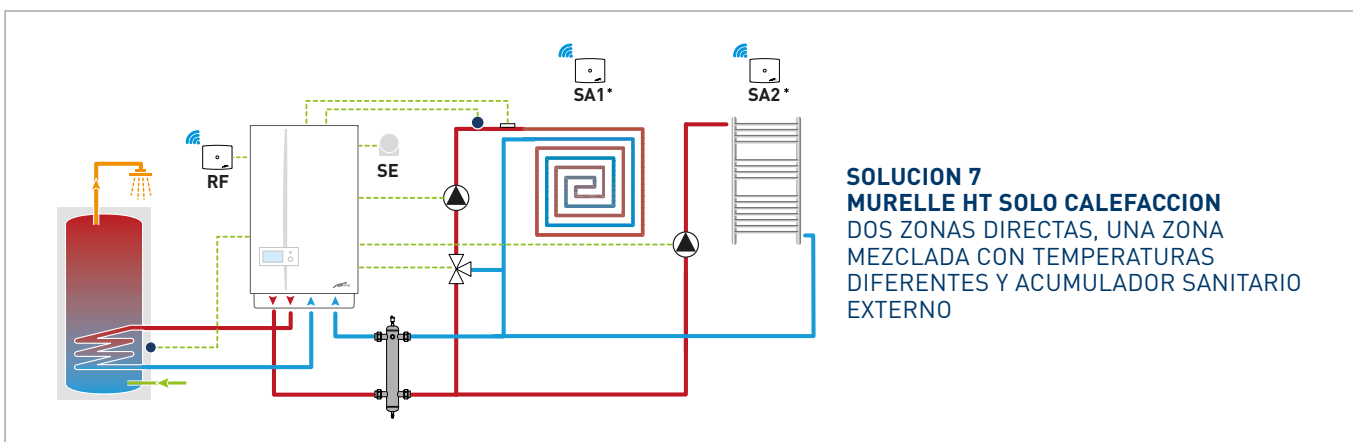 SA1*
SA2*
RF
SE
SOLUCION 7
MURELLE HT SOLO CALEFACCION
DOS ZONAS DIRECTAS, UNA ZONA
MEZCLADA CON TEMPERATURAS
DIFERENTES Y ACUMULADOR SANITARIO
EXTERNO